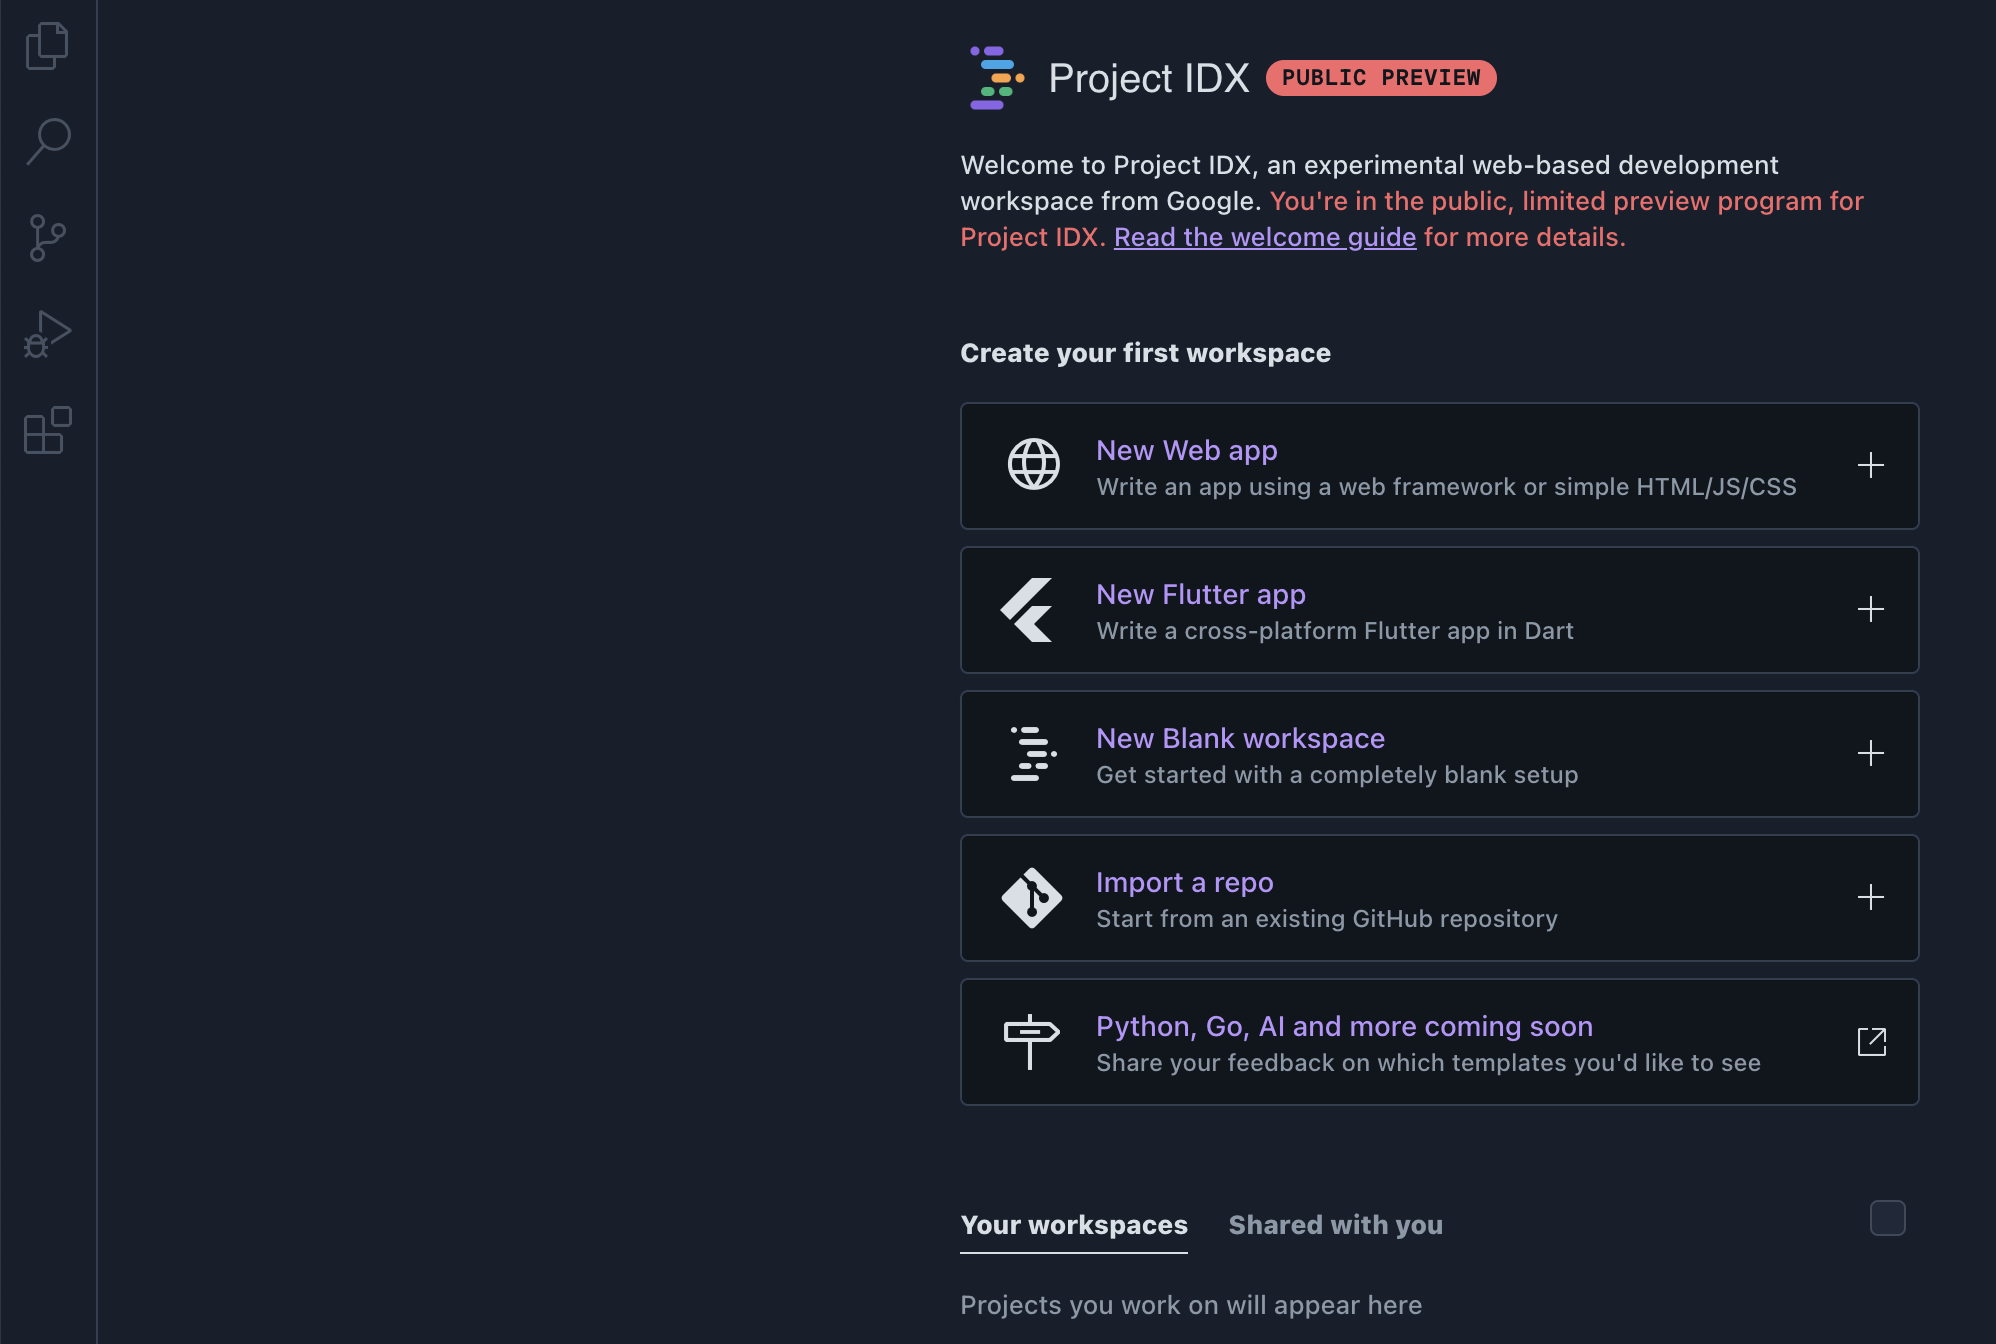 Project IDX PUBLIC PREVIEW
Welcome to Project IDX, an experimental web-based development
workspace from Google. You're in the public, limited preview program for
Project IDX. Read the welcome guide for more details.
Create your first workspace
New Web app
Write an app using a web framework or simple HTML/JS/CSS
New Flutter app
Write a cross-platform Flutter app in Dart
New Blank workspace
Get started with a completely blank setup
Import a repo
Start from an existing GitHub repository
Python, Go, AI and more coming soon
Share your feedback on which templates you'd like to see
Your workspaces Shared with you
Projects you work on will appear here